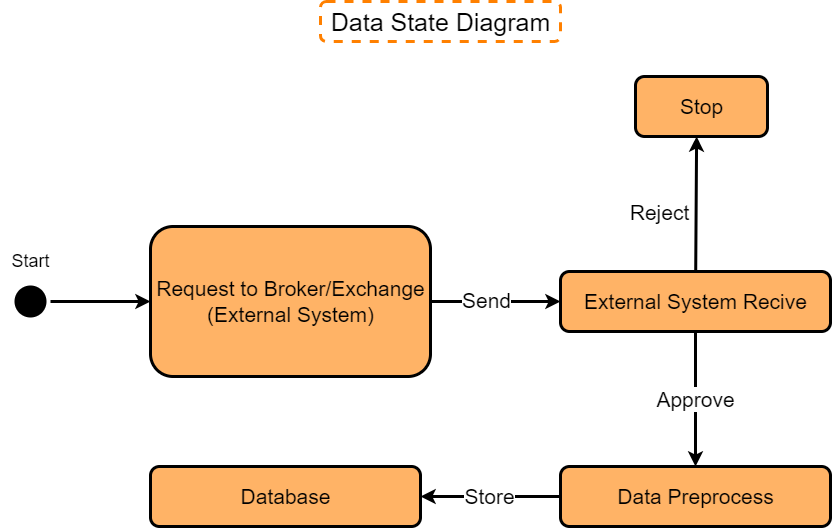 Data State Diagram
Stop
Reject
Start
Request to Broker/Exchange
(External System)
Send
External System Recive
Approve
Database
Store
Data Preprocess